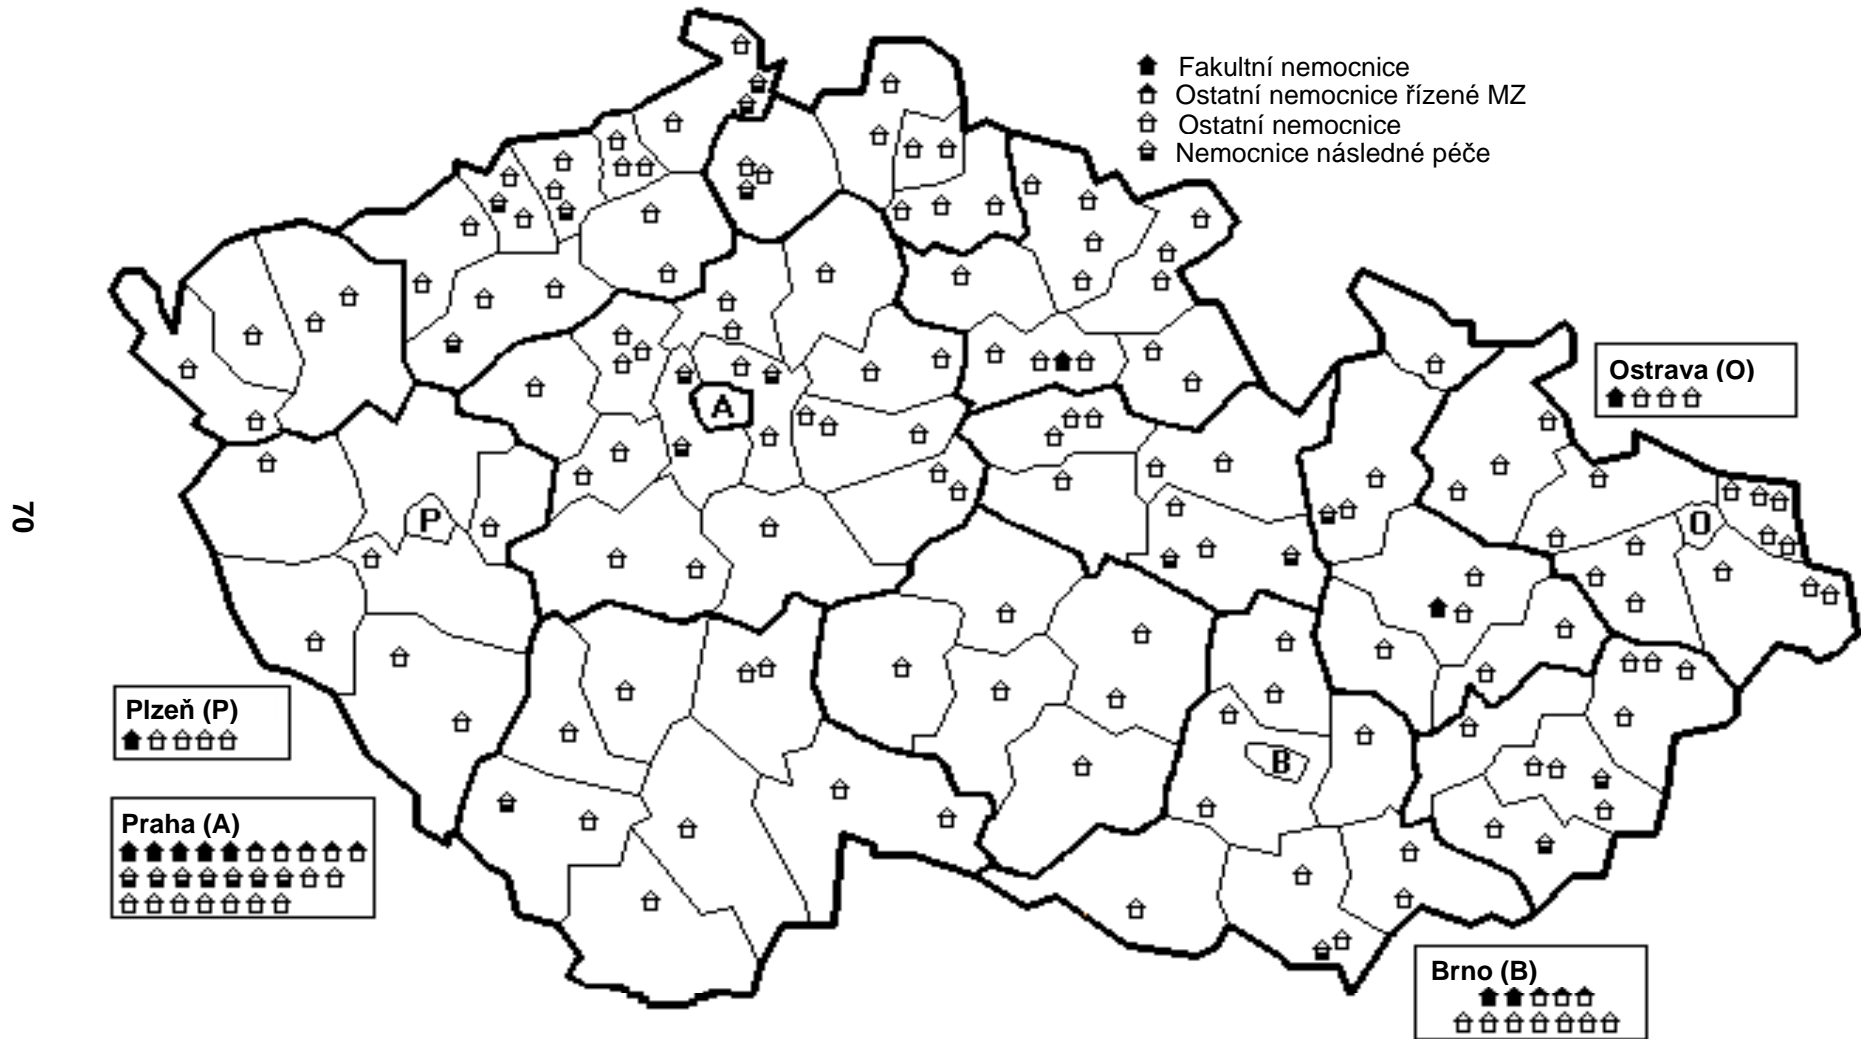 Fakultní nemocnice
Ostatní nemocnice řízené MZ
Ostatní nemocnice
Nemocnice následné péče
Ostrava (O)
A
P
O
B
70
Plzeň (P)
Praha (A)
Brno (B)